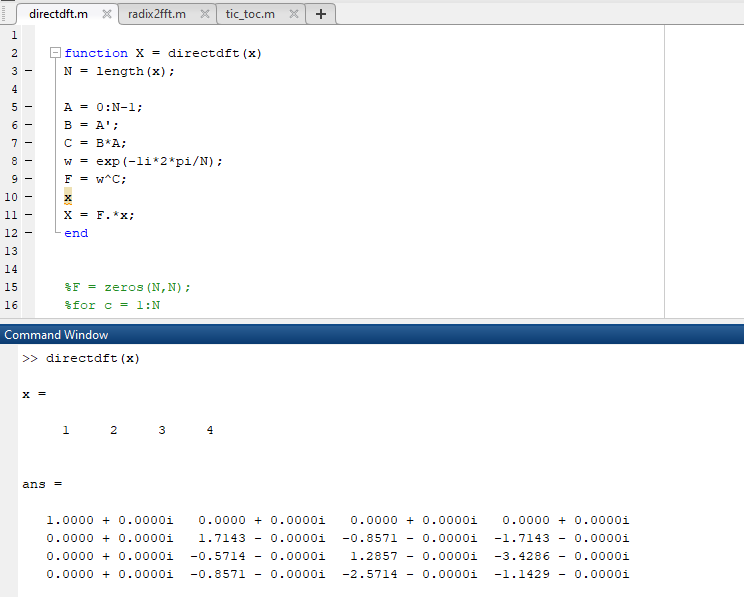 directdft.m × radix2fft.m × tic_toc.m × +
1
2 function X = directdft(x)
3 – N = length(x);
4
5 – A = 0:N-1;
6 – B = A';
7 – C = B*A;
8 – w = exp(-1i*2*pi/N);
9 – F = w^C;
10 – x
11 – X = F.*x;
12 – end
13
14
15 %F = zeros(N,N);
16 %for c = 1:N
Command Window
>> directdft(x)
x =
1 2 3 4
ans =
1.0000 + 0.0000i 0.0000 + 0.0000i 0.0000 + 0.0000i 0.0000 + 0.0000i
0.0000 + 0.0000i 1.7143 - 0.0000i -0.8571 - 0.0000i -1.7143 - 0.0000i
0.0000 + 0.0000i -0.5714 - 0.0000i 1.2857 - 0.0000i -3.4286 - 0.0000i
0.0000 + 0.0000i -0.8571 - 0.0000i -2.5714 - 0.0000i -1.1429 - 0.0000i